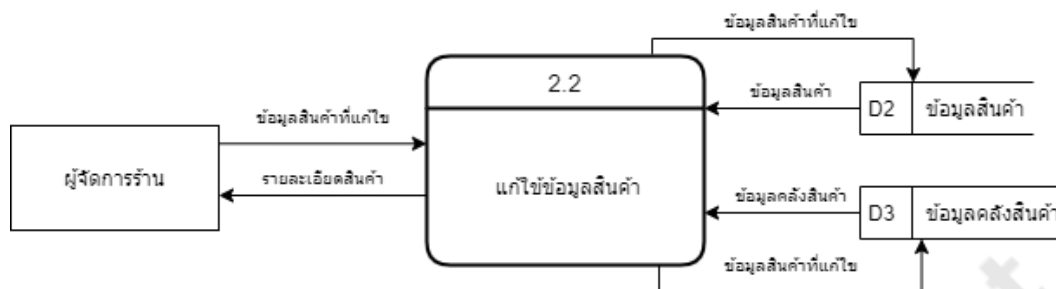 ข้อมูลสินค้าที่แก้ไข
2.2
ข้อมูลสินค้า
D2 ข้อมูลสินค้า
ข้อมูลสินค้าที่แก้ไข
ผู้จัดการร้าน
รายละเอียดสินค้า
แก้ไข้ข้อมูลสินค้า
ข้อมูลคลังสินค้า
D3 ข้อมูลคลังสินค้า
ข้อมูลสินค้าที่แก้ไข